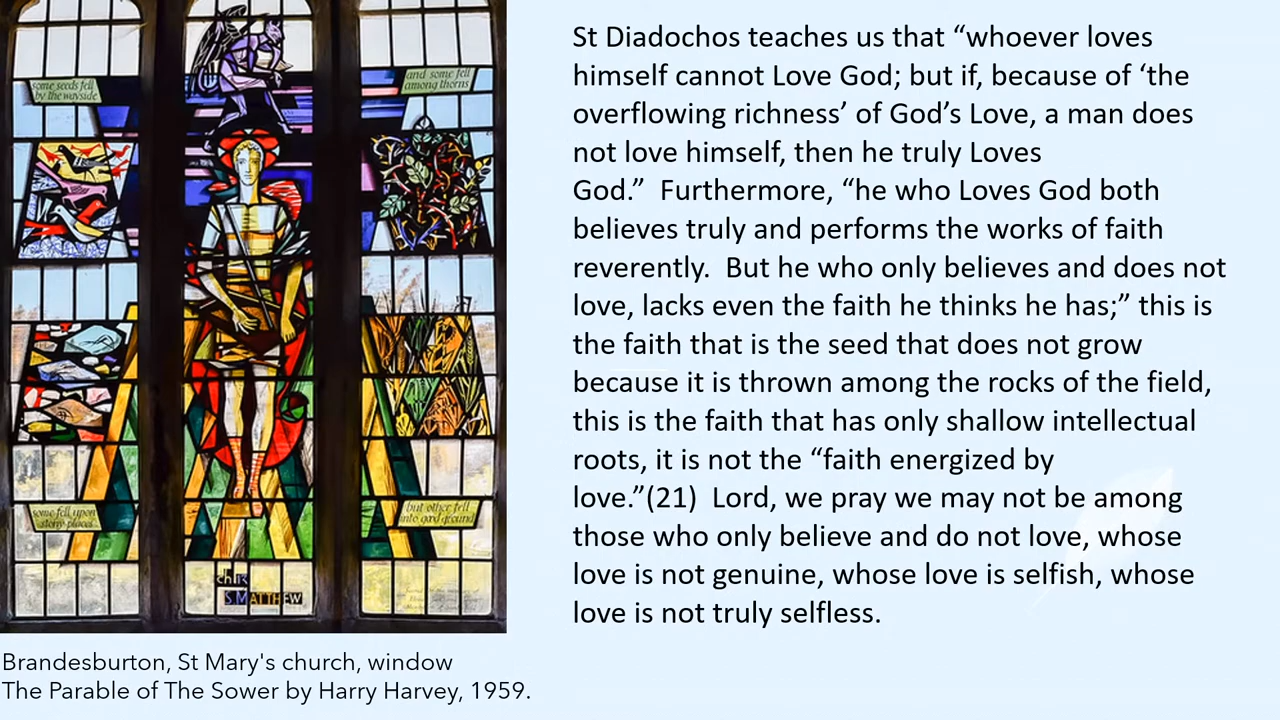 some seeds fell
by the wayside
and some fell
among thorns
some fell upon
stony places
but other fell
into good ground
S. MATTHEW
Brandesburton, St Mary's church, window
The Parable of The Sower by Harry Harvey, 1959.
St Diadochos teaches us that “whoever loves
himself cannot Love God; but if, because of ‘the
overflowing richness’ of God’s Love, a man does
not love himself, then he truly Loves
God.”  Furthermore, “he who Loves God both
believes truly and performs the works of faith
reverently.  But he who only believes and does not
love, lacks even the faith he thinks he has;” this is
the faith that is the seed that does not grow
because it is thrown among the rocks of the field,
this is the faith that has only shallow intellectual
roots, it is not the “faith energized by
love.”(21)  Lord, we pray we may not be among
those who only believe and do not love, whose
love is not genuine, whose love is selfish, whose
love is not truly selfless.